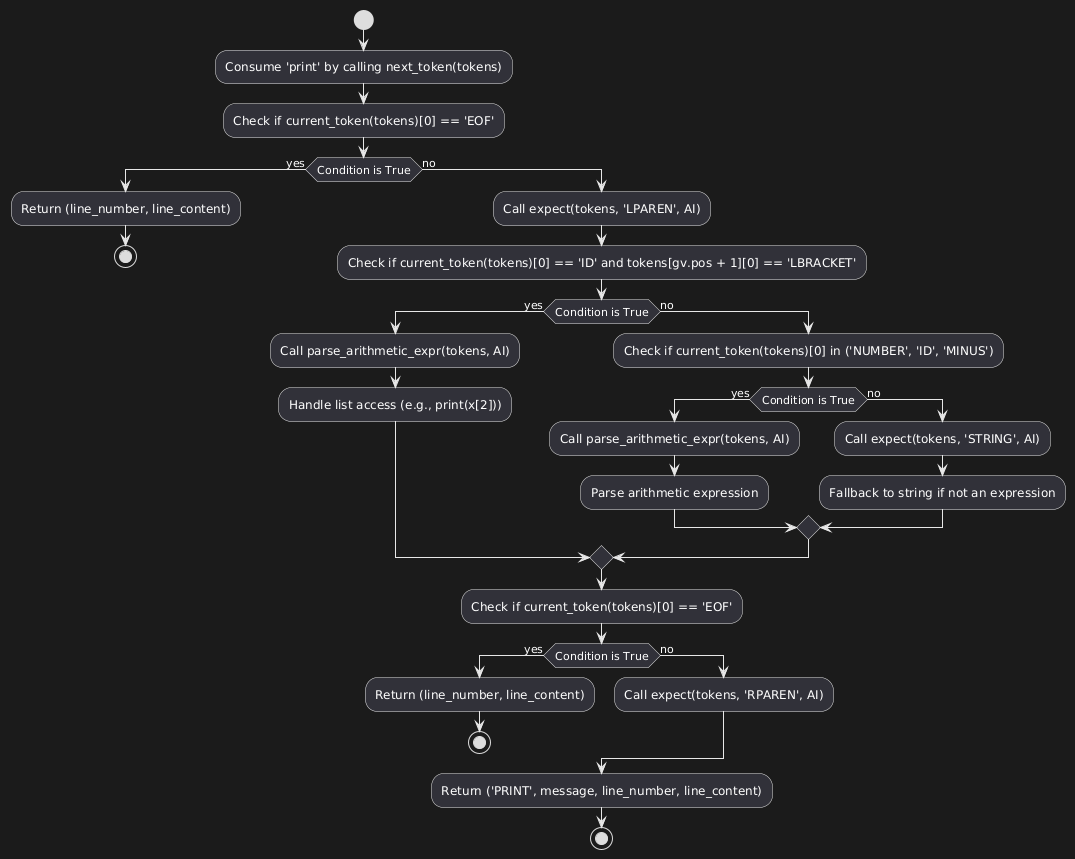 Consume 'print' by calling next_token(tokens)
Check if current_token(tokens)[0] == 'EOF'
yes
Condition is True
no
Return (line_number, line_content)
Call expect(tokens, 'LPAREN', AI)
Check if current_token(tokens)[0] == 'ID' and tokens[gv.pos + 1][0] == 'LBRACKET'
yes
Condition is True
no
Call parse_arithmetic_expr(tokens, AI)
Check if current_token(tokens)[0] in ('NUMBER', 'ID', 'MINUS')
Handle list access (e.g., print(x[2]))
yes
Condition is True
no
Call parse_arithmetic_expr(tokens, AI)
Call expect(tokens, 'STRING', AI)
Parse arithmetic expression
Fallback to string if not an expression
Check if current_token(tokens)[0] == 'EOF'
yes
Condition is True
no
Return (line_number, line_content)
Call expect(tokens, 'RPAREN', AI)
Return ('PRINT', message, line_number, line_content)